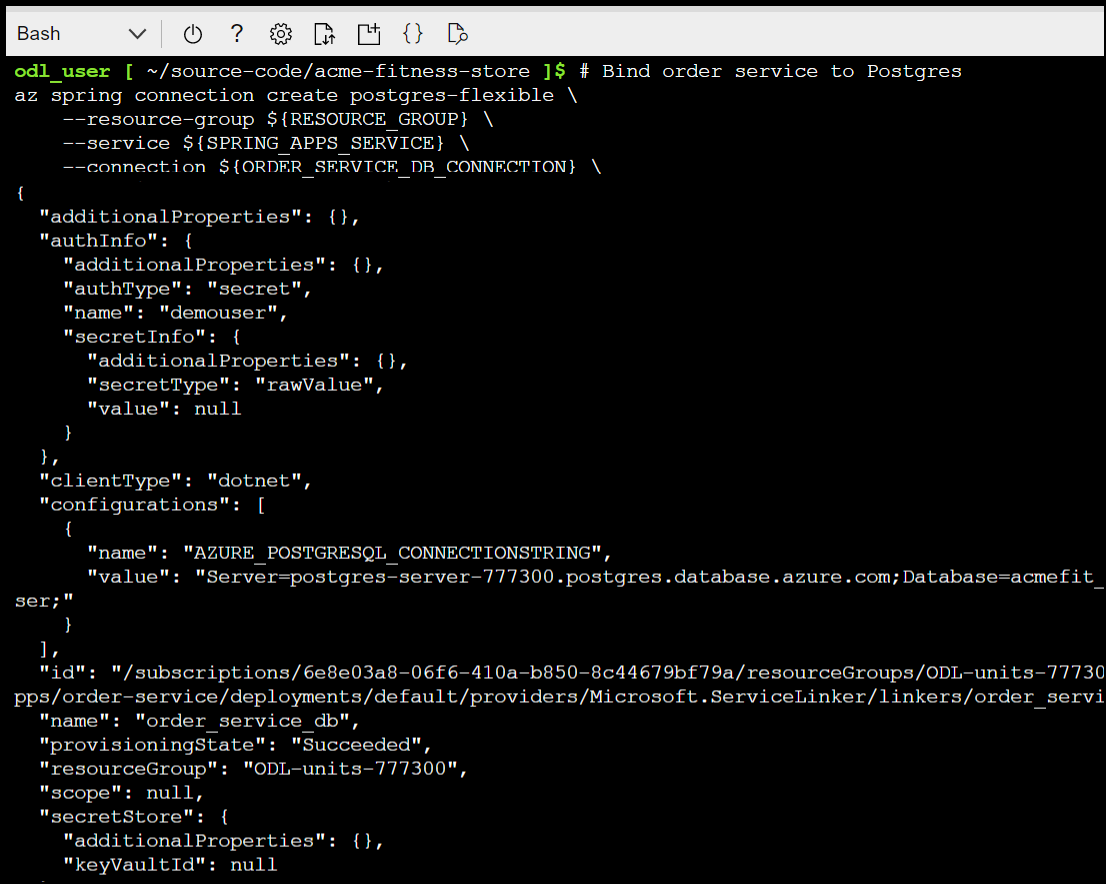 Bash
? {}
odl_user [ ~/source-code/acme-fitness-store ]$ # Bind order service to Postgres
az spring connection create postgres-flexible \
    --resource-group ${RESOURCE_GROUP} \
    --service ${SPRING_APPS_SERVICE} \
    --connection ${ORDER_SERVICE_DB_CONNECTION} \
{
  "additionalProperties": {},
  "authInfo": {
    "additionalProperties": {},
    "authType": "secret",
    "name": "demouser",
    "secretInfo": {
      "additionalProperties": {},
      "secretType": "rawValue",
      "value": null
    }
  },
  "clientType": "dotnet",
  "configurations": [
    {
      "name": "AZURE_POSTGRESQL_CONNECTIONSTRING",
      "value": "Server=postgres-server-777300.postgres.database.azure.com;Database=acmefit_
ser;"
    }
  ],
  "id": "/subscriptions/6e8e03a8-06f6-410a-b850-8c44679bf79a/resourceGroups/ODL-units-77730
pps/order-service/deployments/default/providers/Microsoft.ServiceLinker/linkers/order_servi
  "name": "order_service_db",
  "provisioningState": "Succeeded",
  "resourceGroup": "ODL-units-777300",
  "scope": null,
  "secretStore": {
    "additionalProperties": {},
    "keyVaultId": null